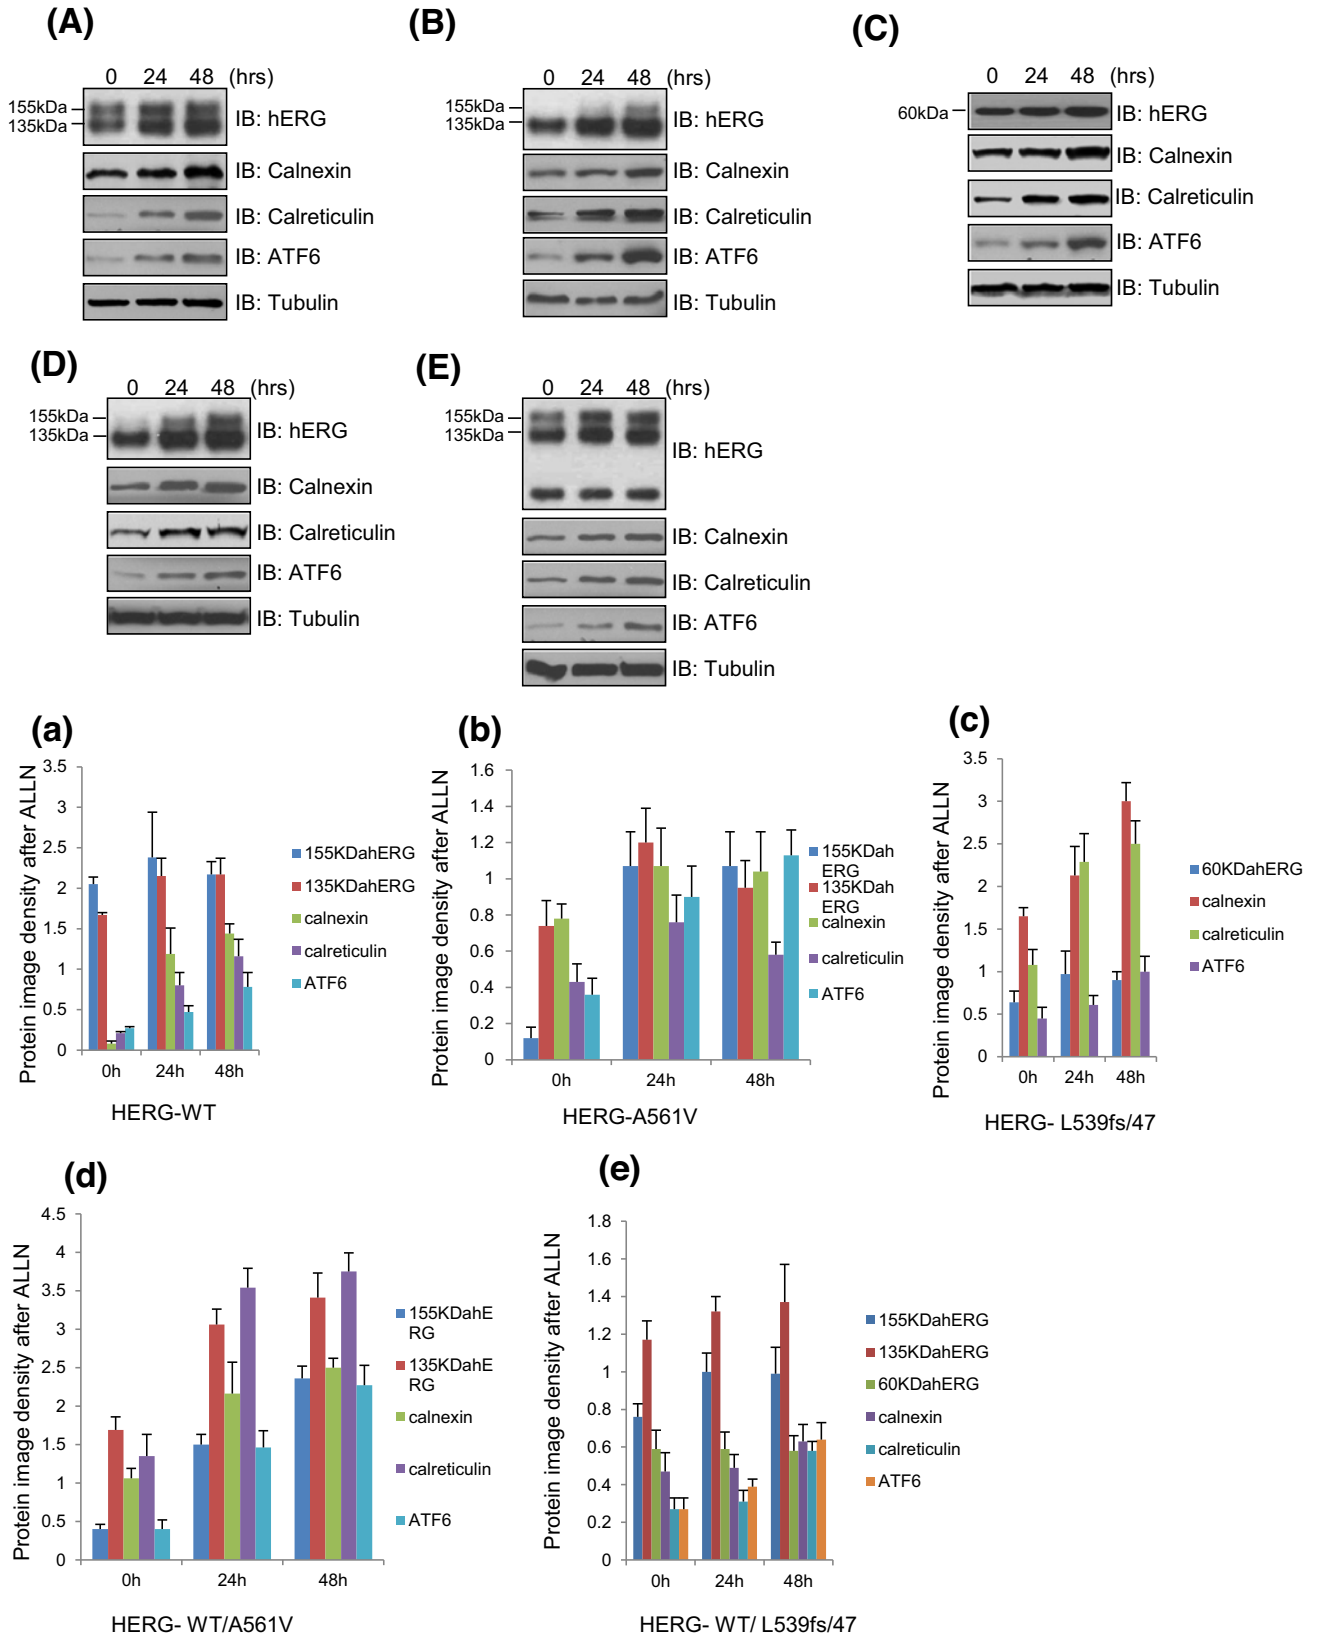 (A)
0 24 48 (hrs)
155kDa
135kDa
IB: hERG
IB: Calnexin
IB: Calreticulin
IB: ATF6
IB: Tubulin
(B)
0 24 48 (hrs)
155kDa
135kDa
IB: hERG
IB: Calnexin
IB: Calreticulin
IB: ATF6
IB: Tubulin
(C)
0 24 48 (hrs)
60kDa
IB: hERG
IB: Calnexin
IB: Calreticulin
IB: ATF6
IB: Tubulin
(D)
0 24 48 (hrs)
155kDa
135kDa
IB: hERG
IB: Calnexin
IB: Calreticulin
IB: ATF6
IB: Tubulin
(E)
0 24 48 (hrs)
155kDa
135kDa
IB: hERG
IB: Calnexin
IB: Calreticulin
IB: ATF6
IB: Tubulin
(a)
Protein image density after ALLN
3.5
3
2.5
2
1.5
1
0.5
0
0h 24h 48h
HERG-WT
155KDahERG
135KDahERG
calnexin
calreticulin
ATF6
(b)
Protein image density after ALLN
1.6
1.4
1.2
1
0.8
0.6
0.4
0.2
0
0h 24h 48h
HERG-A561V
155KDah
ERG
135KDah
ERG
calnexin
calreticulin
ATF6
(c)
Protein image density after ALLN
3.5
3
2.5
2
1.5
1
0.5
0
0h 24h 48h
HERG- L539fs/47
60KDahERG
calnexin
calreticulin
ATF6
(d)
Protein image density after ALLN
4.5
4
3.5
3
2.5
2
1.5
1
0.5
0
0h 24h 48h
HERG- WT/A561V
155KDahE
RG
135KDahE
RG
calnexin
calreticulin
ATF6
(e)
Protein image density after ALLN
1.8
1.6
1.4
1.2
1
0.8
0.6
0.4
0.2
0
0h 24h 48h
HERG- WT/ L539fs/47
155KDahERG
135KDahERG
60KDahERG
calnexin
calreticulin
ATF6